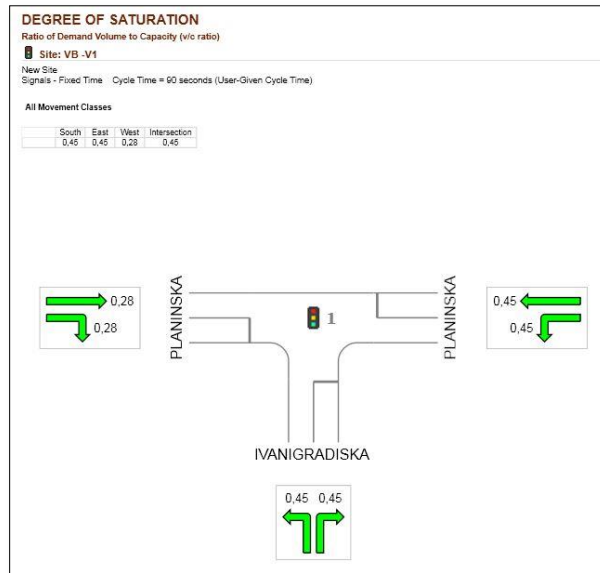 DEGREE OF SATURATION
Ratio of Demand Volume to Capacity (v/c ratio)
Site: VB -V1
New Site
Signals - Fixed Time Cycle Time = 90 seconds (User-Given Cycle Time)
All Movement Classes
South East West Intersection
0,45 0,45 0,28 0,45
PLANINSKA
PLANINSKA
0,28
0,28
1
0,45
0,45
IVANIGRADISKA
0,45 0,45